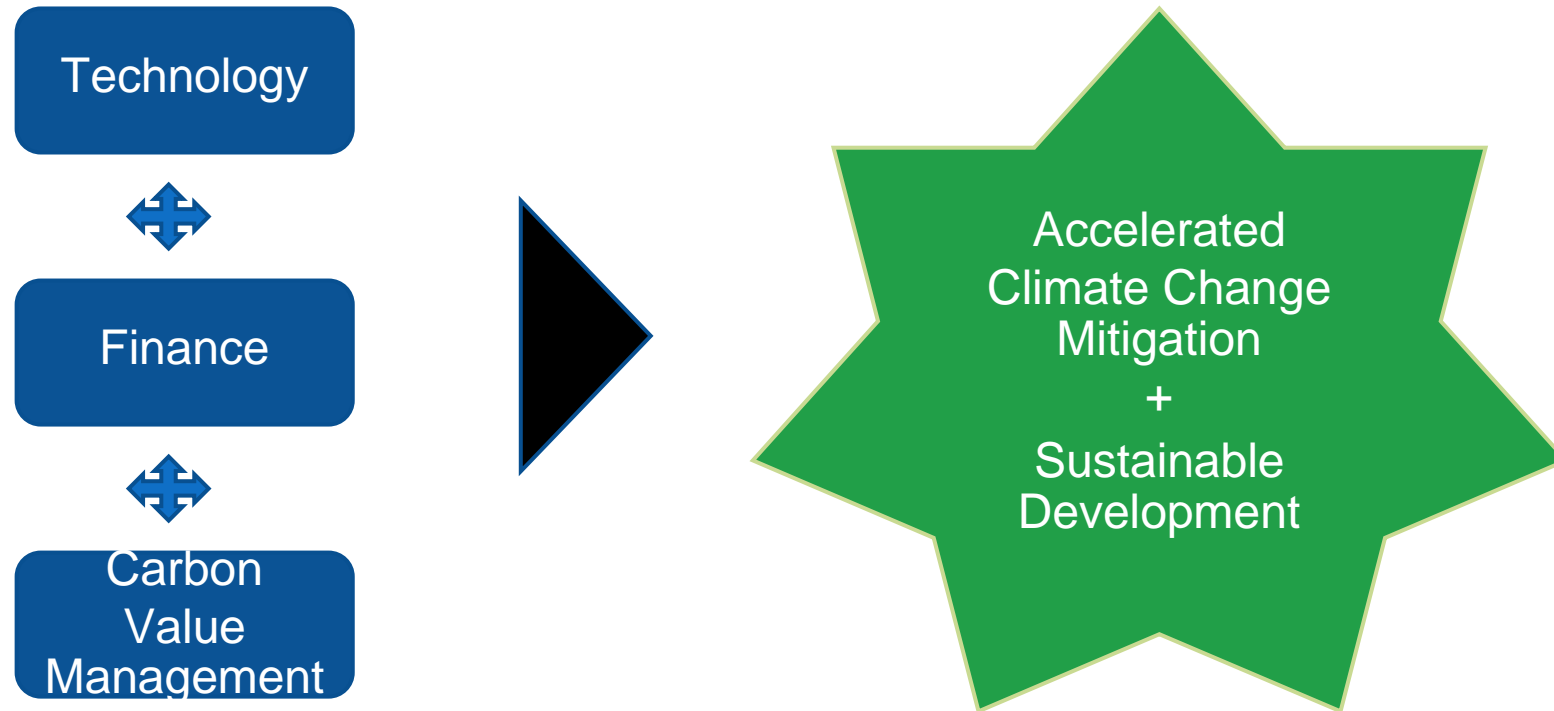 Technology
Finance
Carbon
Value
Management
Accelerated
Climate Change
Mitigation
+
Sustainable
Development